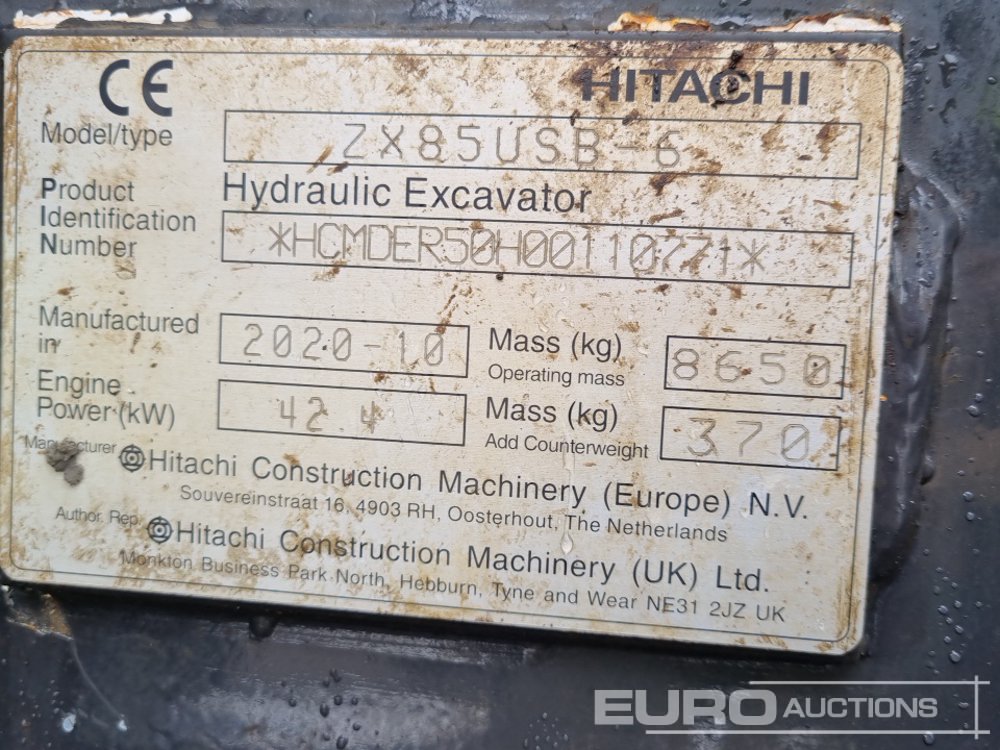 CE HITACHI
Model/type ZX85USB-6
Hydraulic Excavator
Product
Identification
Number *HCMDER50H00110771*
Manufactured
in 2020-10
Mass (kg)
Operating mass 8650
Engine
Power (kW) 42.4
Mass (kg)
Add Counterweight 370
Manufacturer Hitachi Construction Machinery (Europe) N.V.
Souvereinstraat 16, 4903 RH, Oosterhout, The Netherlands
Author. Rep. Hitachi Construction Machinery (UK) Ltd.
Monkton Business Park North, Hebburn, Tyne and Wear NE31 2JZ UK
EURO AUCTIONS